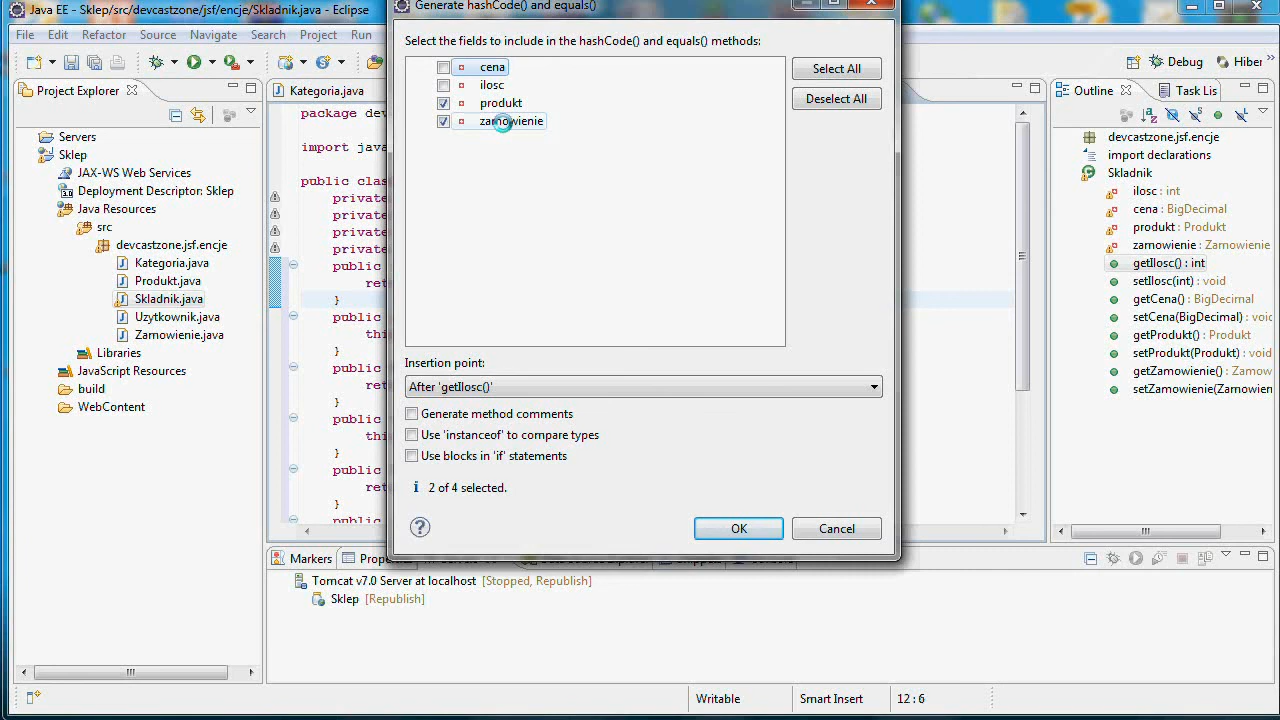 Java EE - Sklep/src/devcastzone/jsf/encje/Skladnik.java - Eclipse
File Edit Refactor Source Navigate Search Project Run
Debug Hiber
Project Explorer
Servers
Sklep
JAX-WS Web Services
Deployment Descriptor: Sklep
Java Resources
src
devcastzone.jsf.encje
Kategoria.java
Produkt.java
Skladnik.java
Uzytkownik.java
Zamowienie.java
Libraries
JavaScript Resources
build
WebContent
Kategoria.java
package dev
import java
public clas
private
private
private
private
public
ret
}
public
thi
}
public
ret
}
public
thi
}
public
ret
}
public
Generate hashCode() and equals()
Select the fields to include in the hashCode() and equals() methods:
cena
ilosc
produkt
zamowienie
Select All
Deselect All
Insertion point:
After 'getIlosc()'
Generate method comments
Use 'instanceof' to compare types
Use blocks in 'if' statements
2 of 4 selected.
OK Cancel
Outline Task Lis
devcastzone.jsf.encje
import declarations
Skladnik
ilosc : int
cena : BigDecimal
produkt : Produkt
zamowienie : Zamowienie
getIlosc() : int
setIlosc(int) : void
getCena() : BigDecimal
setCena(BigDecimal) : voic
getProdukt() : Produkt
setProdukt(Produkt) : void
getZamowienie() : Zamow
setZamowienie(Zamowien
Markers Prope
Tomcat v7.0 Server at localhost [Stopped, Republish]
Sklep [Republish]
Writable Smart Insert 12 : 6